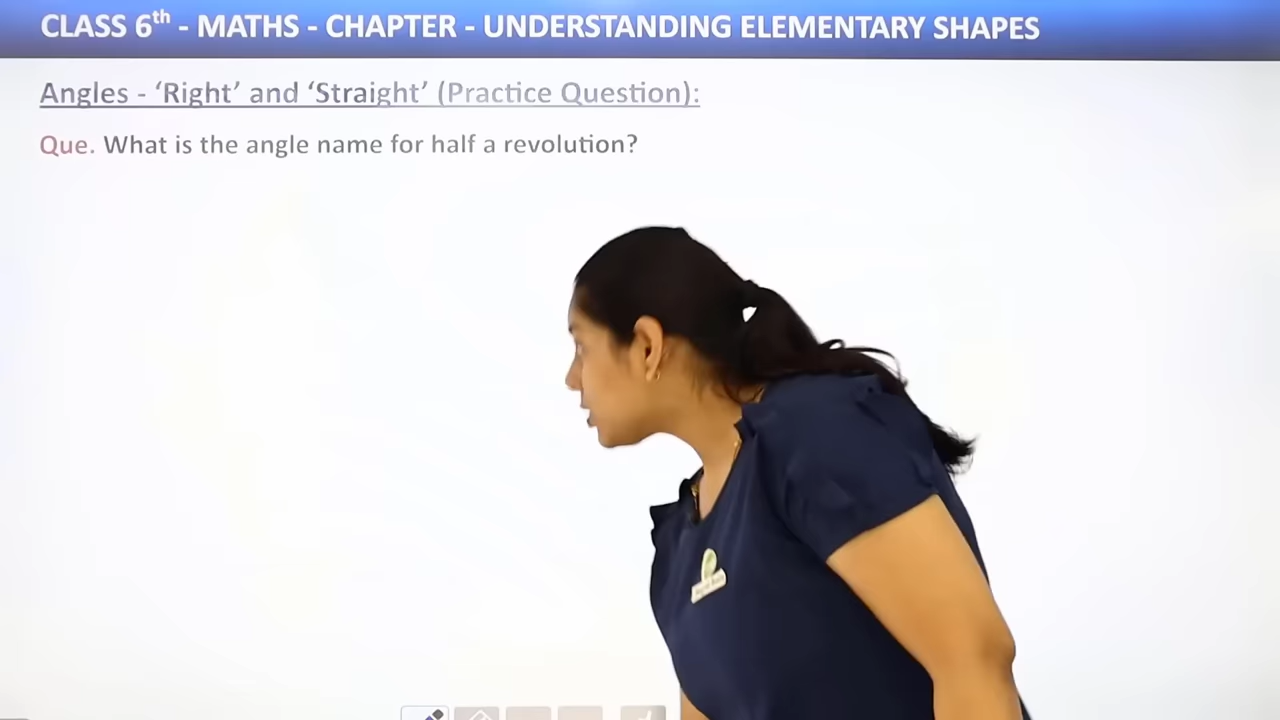 CLASS 6th - MATHS - CHAPTER - UNDERSTANDING ELEMENTARY SHAPES
Angles - ‘Right’ and ‘Straight’ (Practice Question):
Que. What is the angle name for half a revolution?